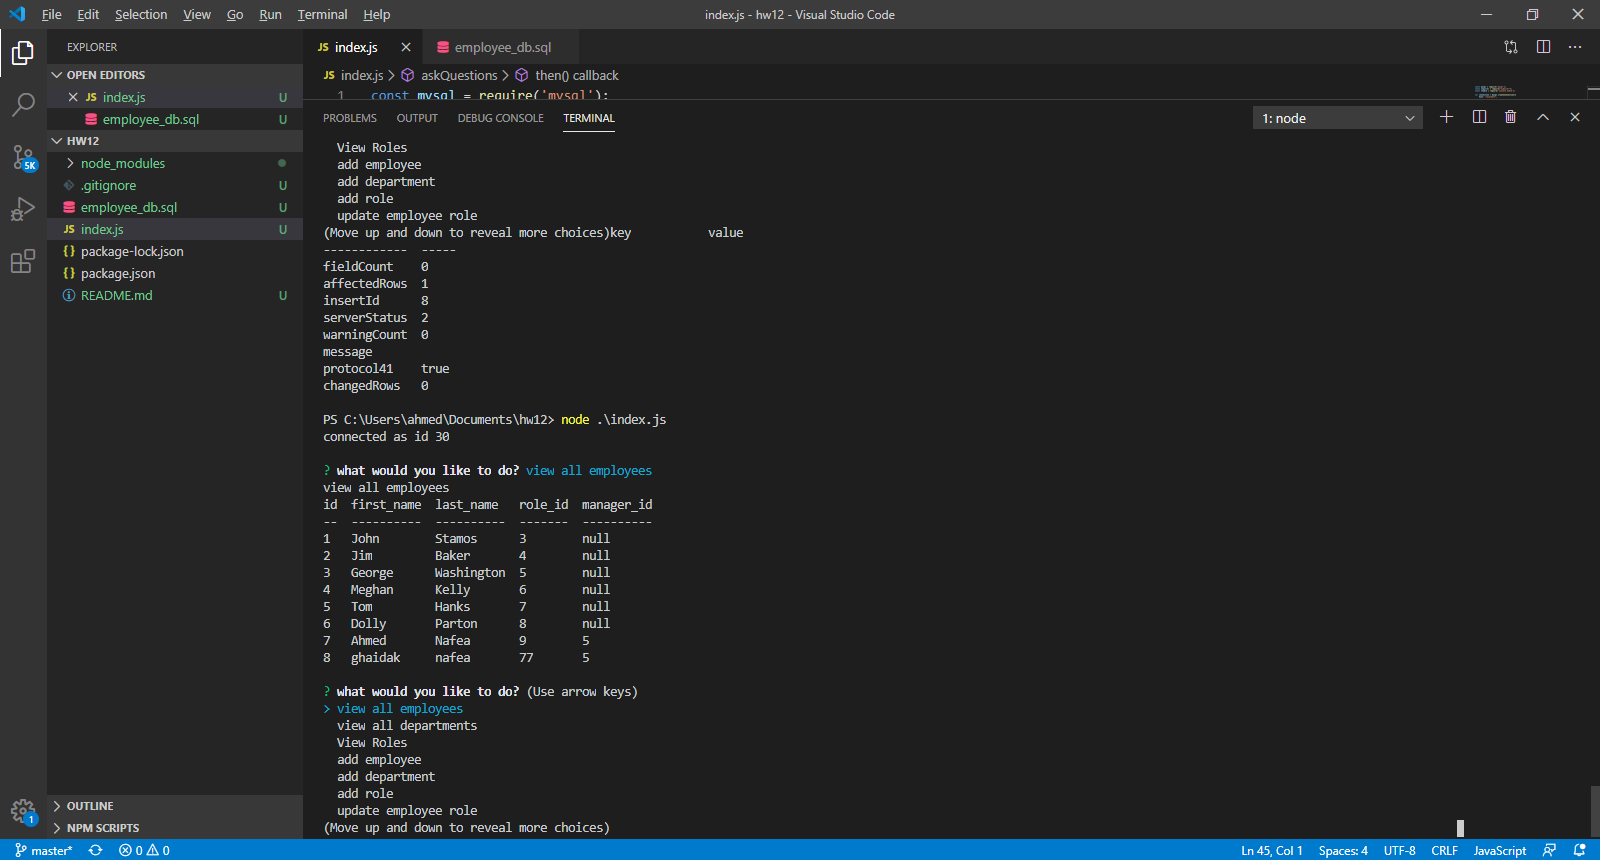 File Edit Selection View Go Run Terminal Help
index.js - hw12 - Visual Studio Code
EXPLORER
OPEN EDITORS
JS index.js U
employee_db.sql U
HW12
node_modules
.gitignore U
employee_db.sql U
JS index.js U
{} package-lock.json
{} package.json
README.md U
OUTLINE
NPM SCRIPTS
5K
1
JS index.js
employee_db.sql
JS index.js > askQuestions > then() callback
1 const mysql = require('mysql');
PROBLEMS OUTPUT DEBUG CONSOLE TERMINAL
1: node
View Roles
add employee
add department
add role
update employee role
(Move up and down to reveal more choices)key value
------------ -----
fieldCount 0
affectedRows 1
insertId 8
serverStatus 2
warningCount 0
message
protocol41 true
changedRows 0
PS C:\Users\ahmed\Documents\hw12> node .\index.js
connected as id 30
? what would you like to do? view all employees
view all employees
id first_name last_name role_id manager_id
-- ---------- ---------- ------- ----------
1 John Stamos 3 null
2 Jim Baker 4 null
3 George Washington 5 null
4 Meghan Kelly 6 null
5 Tom Hanks 7 null
6 Dolly Parton 8 null
7 Ahmed Nafea 9 5
8 ghaidak nafea 77 5
? what would you like to do? (Use arrow keys)
> view all employees
view all departments
View Roles
add employee
add department
add role
update employee role
(Move up and down to reveal more choices)
master* 0 0
Ln 45, Col 1 Spaces: 4 UTF-8 CRLF JavaScript